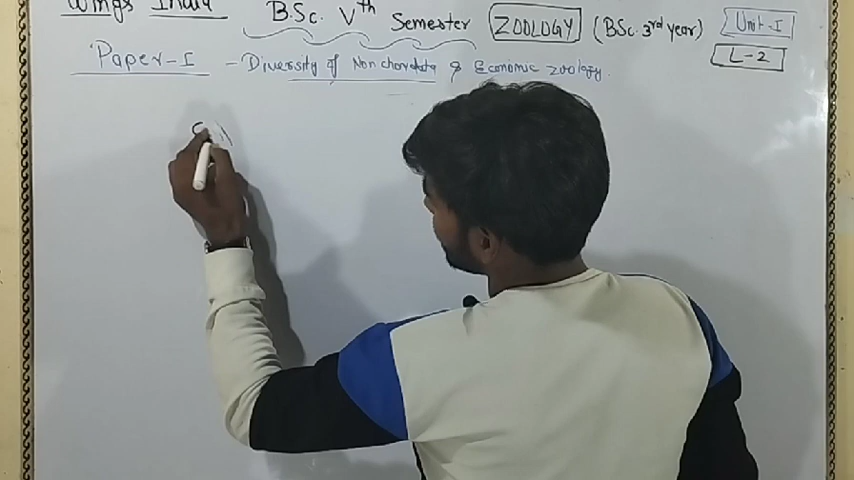 Wings India B.Sc. Vth Semester ZOOLOGY (BSc. 3rd year) Unit-I
L-2
Paper-I - Diversity of Non chordata & Economic zoology.